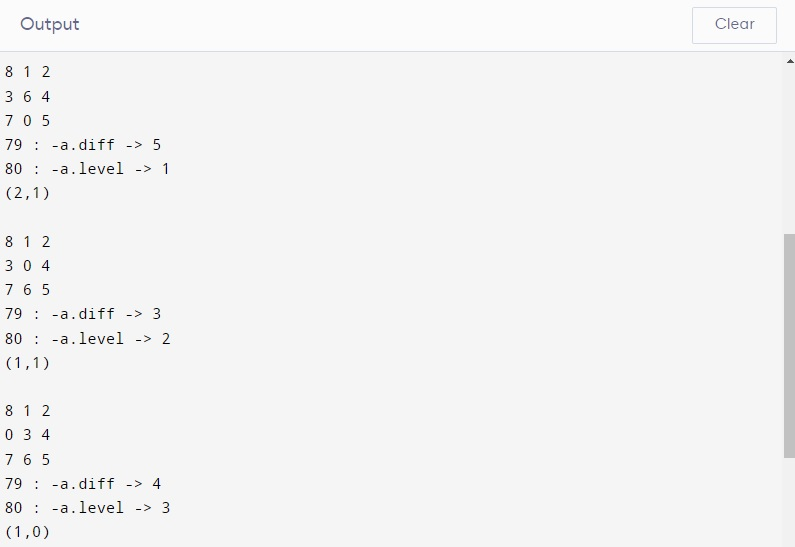 Output
Clear
8 1 2
3 6 4
7 0 5
79 : -a.diff -> 5
80 : -a.level -> 1
(2,1)
8 1 2
3 0 4
7 6 5
79 : -a.diff -> 3
80 : -a.level -> 2
(1,1)
8 1 2
0 3 4
7 6 5
79 : -a.diff -> 4
80 : -a.level -> 3
(1,0)